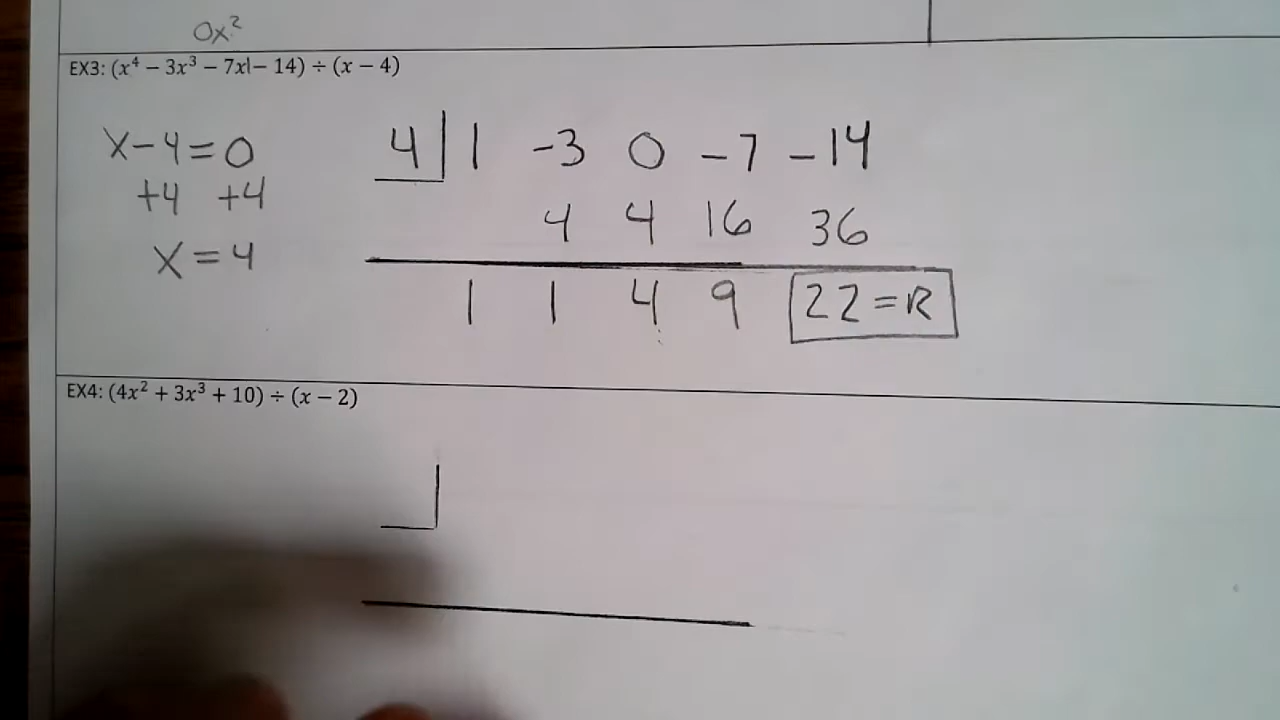 0x²
EX3: (x⁴ − 3x³ − 7x|− 14) ÷ (x − 4)
x-4=0
+4 +4
x=4
4| 1 -3 0 -7 -14
4 4 16 36
1 1 4 9 22=R
EX4: (4x² + 3x³ + 10) ÷ (x − 2)